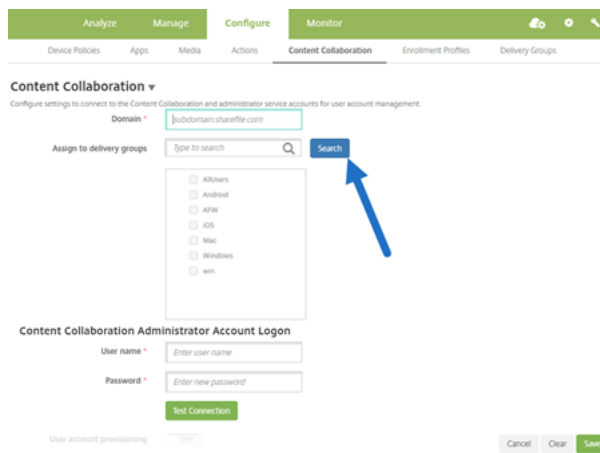 Analyze Manage Configure Monitor
Device Policies Apps Media Actions Content Collaboration Enrollment Profiles Delivery Groups
Content Collaboration
Configure settings to connect to the Content Collaboration and administrator service accounts for user account management.
Domain * subdomain.sharefile.com
Assign to delivery groups Type to search Search
AllUsers
Android
AFW
iOS
Mac
Windows
win
Content Collaboration Administrator Account Logon
User name * Enter user name
Password * Enter new password
Test Connection
User account provisioning OFF
Cancel Clear Save